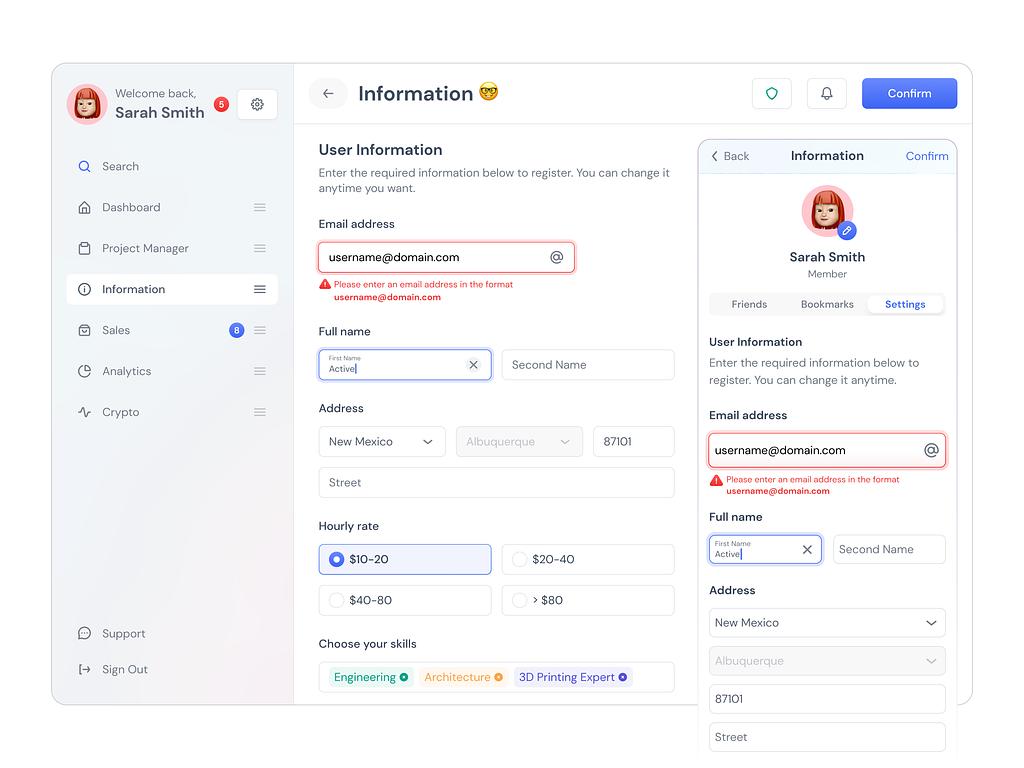 Welcome back,
Sarah Smith
5
Search
Dashboard
Project Manager
Information
Sales
8
Analytics
Crypto
Support
Sign Out
Information
Confirm
User Information
Enter the required information below to register. You can change it
anytime you want.
Email address
username@domain.com
@
Please enter an email address in the format
username@domain.com
Full name
First Name
Active
Second Name
Address
New Mexico
Albuquerque
87101
Street
Hourly rate
$10-20
$20-40
$40-80
> $80
Choose your skills
Engineering
Architecture
3D Printing Expert
Back
Information
Confirm
Sarah Smith
Member
Friends
Bookmarks
Settings
User Information
Enter the required information below to
register. You can change it anytime.
Email address
username@domain.com
@
Please enter an email address in the format
username@domain.com
Full name
First Name
Active
Second Name
Address
New Mexico
Albuquerque
87101
Street